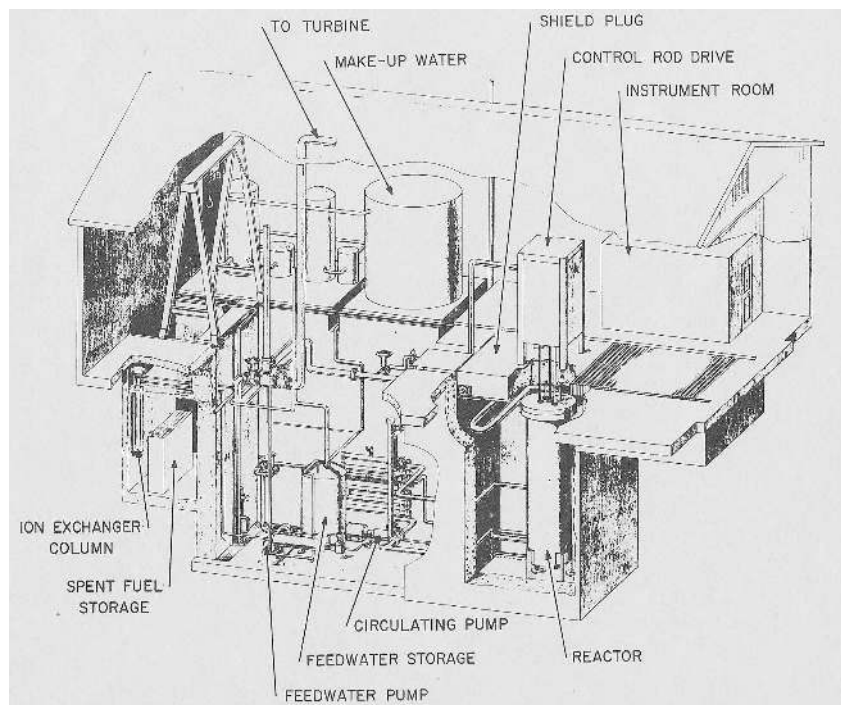 TO TURBINE
SHIELD PLUG
MAKE-UP WATER
CONTROL ROD DRIVE
INSTRUMENT ROOM
ION EXCHANGER
COLUMN
SPENT FUEL
STORAGE
CIRCULATING PUMP
FEEDWATER STORAGE
REACTOR
FEEDWATER PUMP